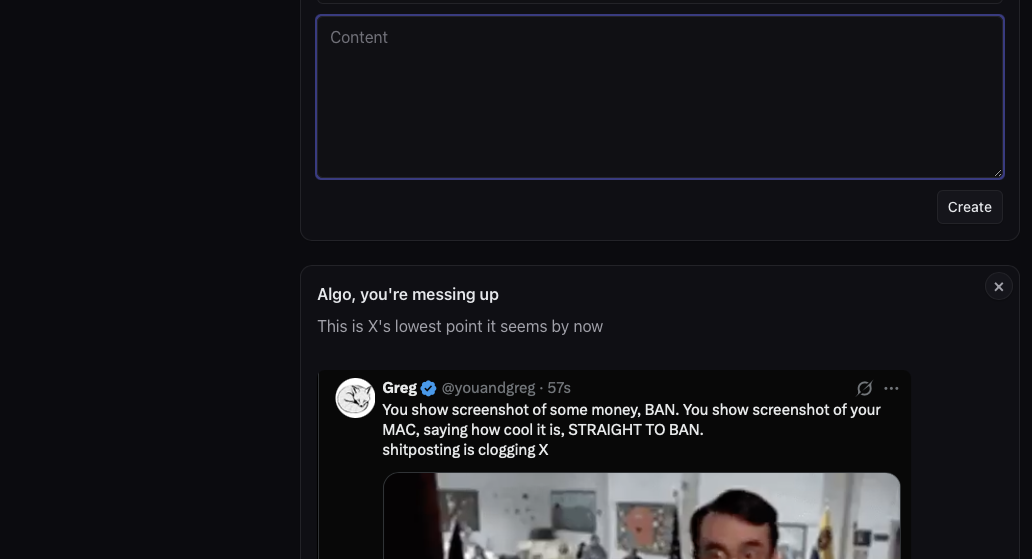 Content
Create
Algo, you're messing up
This is X's lowest point it seems by now
Greg @youandgreg · 57s
You show screenshot of some money, BAN. You show screenshot of your
MAC, saying how cool it is, STRAIGHT TO BAN.
shitposting is clogging X